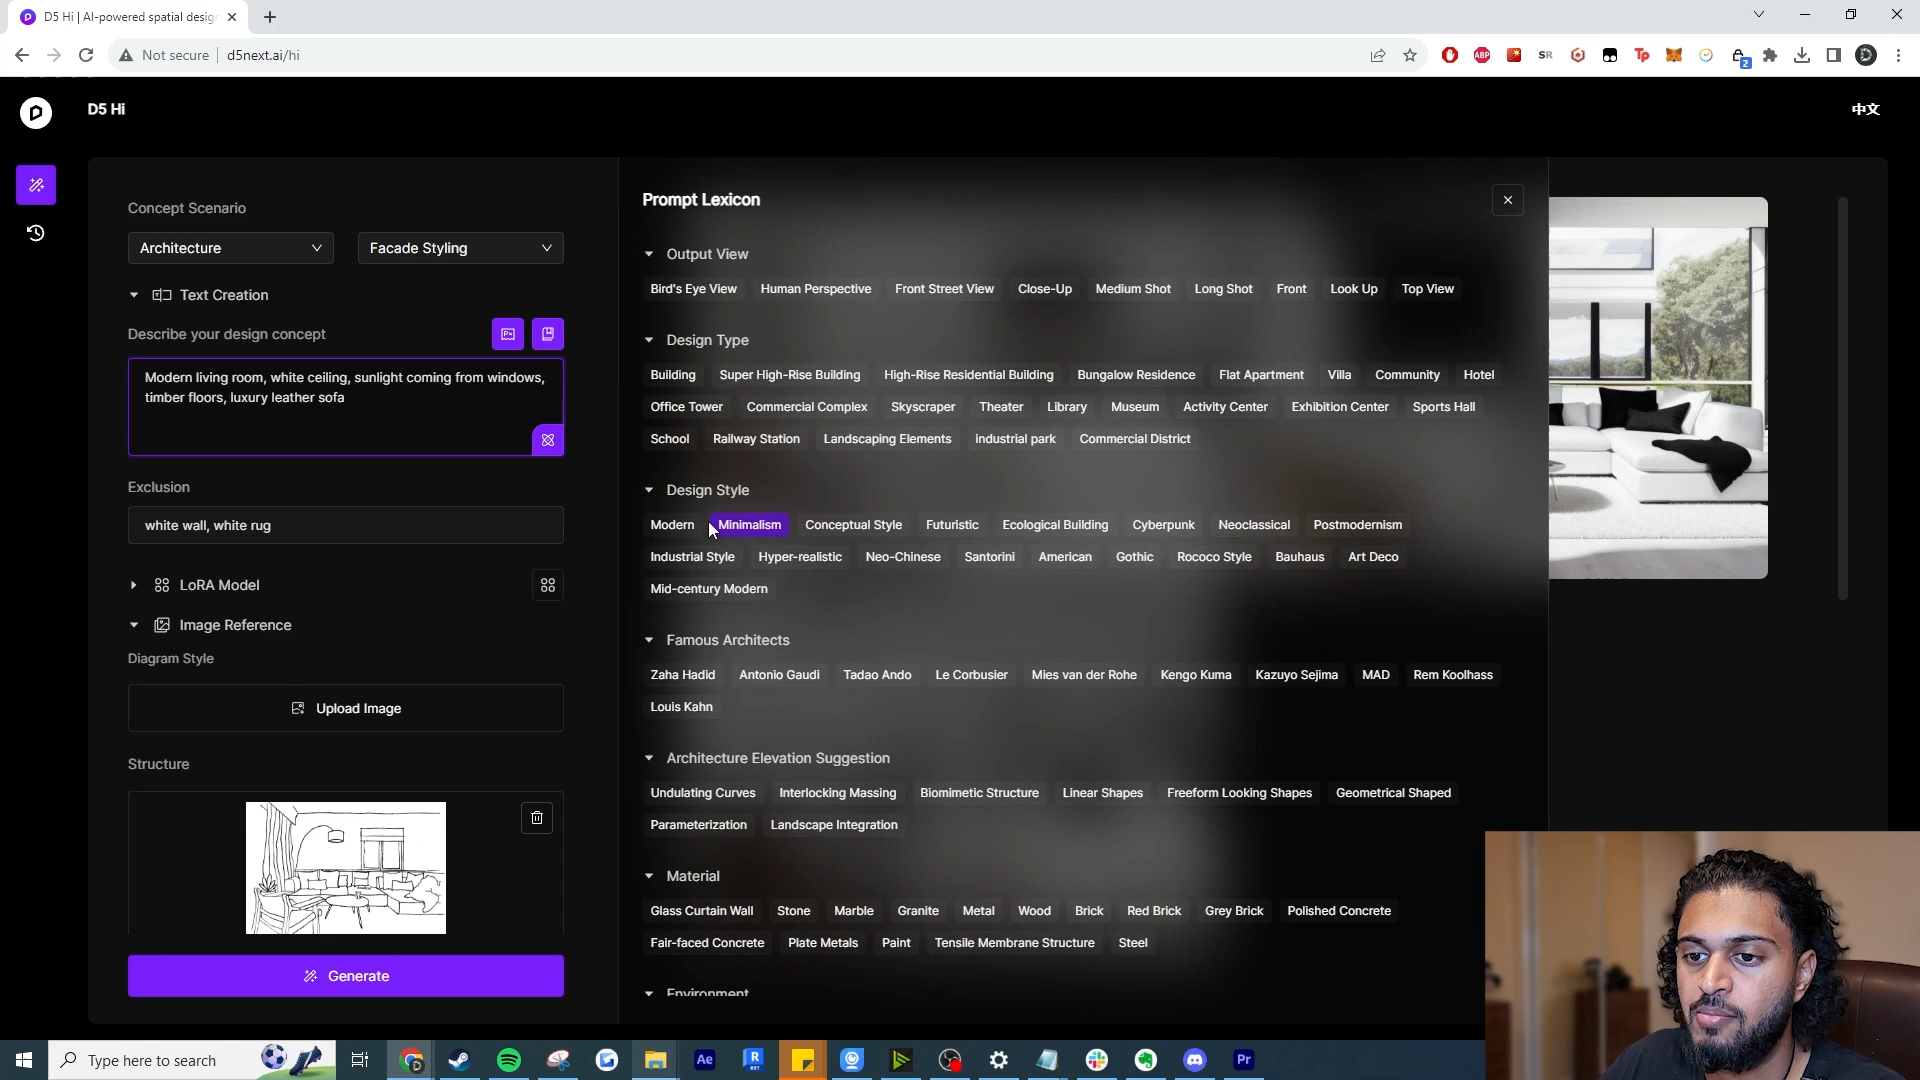 D5 Hi | AI-powered spatial desig
Not secure
d5next.ai/hi
ABP
SR
Tp
2
D5 Hi
中文
Concept Scenario
Architecture
Facade Styling
Text Creation
Describe your design concept
Modern living room, white ceiling, sunlight coming from windows,
timber floors, luxury leather sofa
Exclusion
white wall, white rug
LoRA Model
Image Reference
Diagram Style
Upload Image
Structure
Generate
Prompt Lexicon
Output View
Bird's Eye View Human Perspective Front Street View Close-Up Medium Shot Long Shot Front Look Up Top View
Design Type
Building Super High-Rise Building High-Rise Residential Building Bungalow Residence Flat Apartment Villa Community Hotel
Office Tower Commercial Complex Skyscraper Theater Library Museum Activity Center Exhibition Center Sports Hall
School Railway Station Landscaping Elements industrial park Commercial District
Design Style
Modern Minimalism Conceptual Style Futuristic Ecological Building Cyberpunk Neoclassical Postmodernism
Industrial Style Hyper-realistic Neo-Chinese Santorini American Gothic Rococo Style Bauhaus Art Deco
Mid-century Modern
Famous Architects
Zaha Hadid Antonio Gaudi Tadao Ando Le Corbusier Mies van der Rohe Kengo Kuma Kazuyo Sejima MAD Rem Koolhass
Louis Kahn
Architecture Elevation Suggestion
Undulating Curves Interlocking Massing Biomimetic Structure Linear Shapes Freeform Looking Shapes Geometrical Shaped
Parameterization Landscape Integration
Material
Glass Curtain Wall Stone Marble Granite Metal Wood Brick Red Brick Grey Brick Polished Concrete
Fair-faced Concrete Plate Metals Paint Tensile Membrane Structure Steel
Environment
Type here to search
Ae
R
Pr